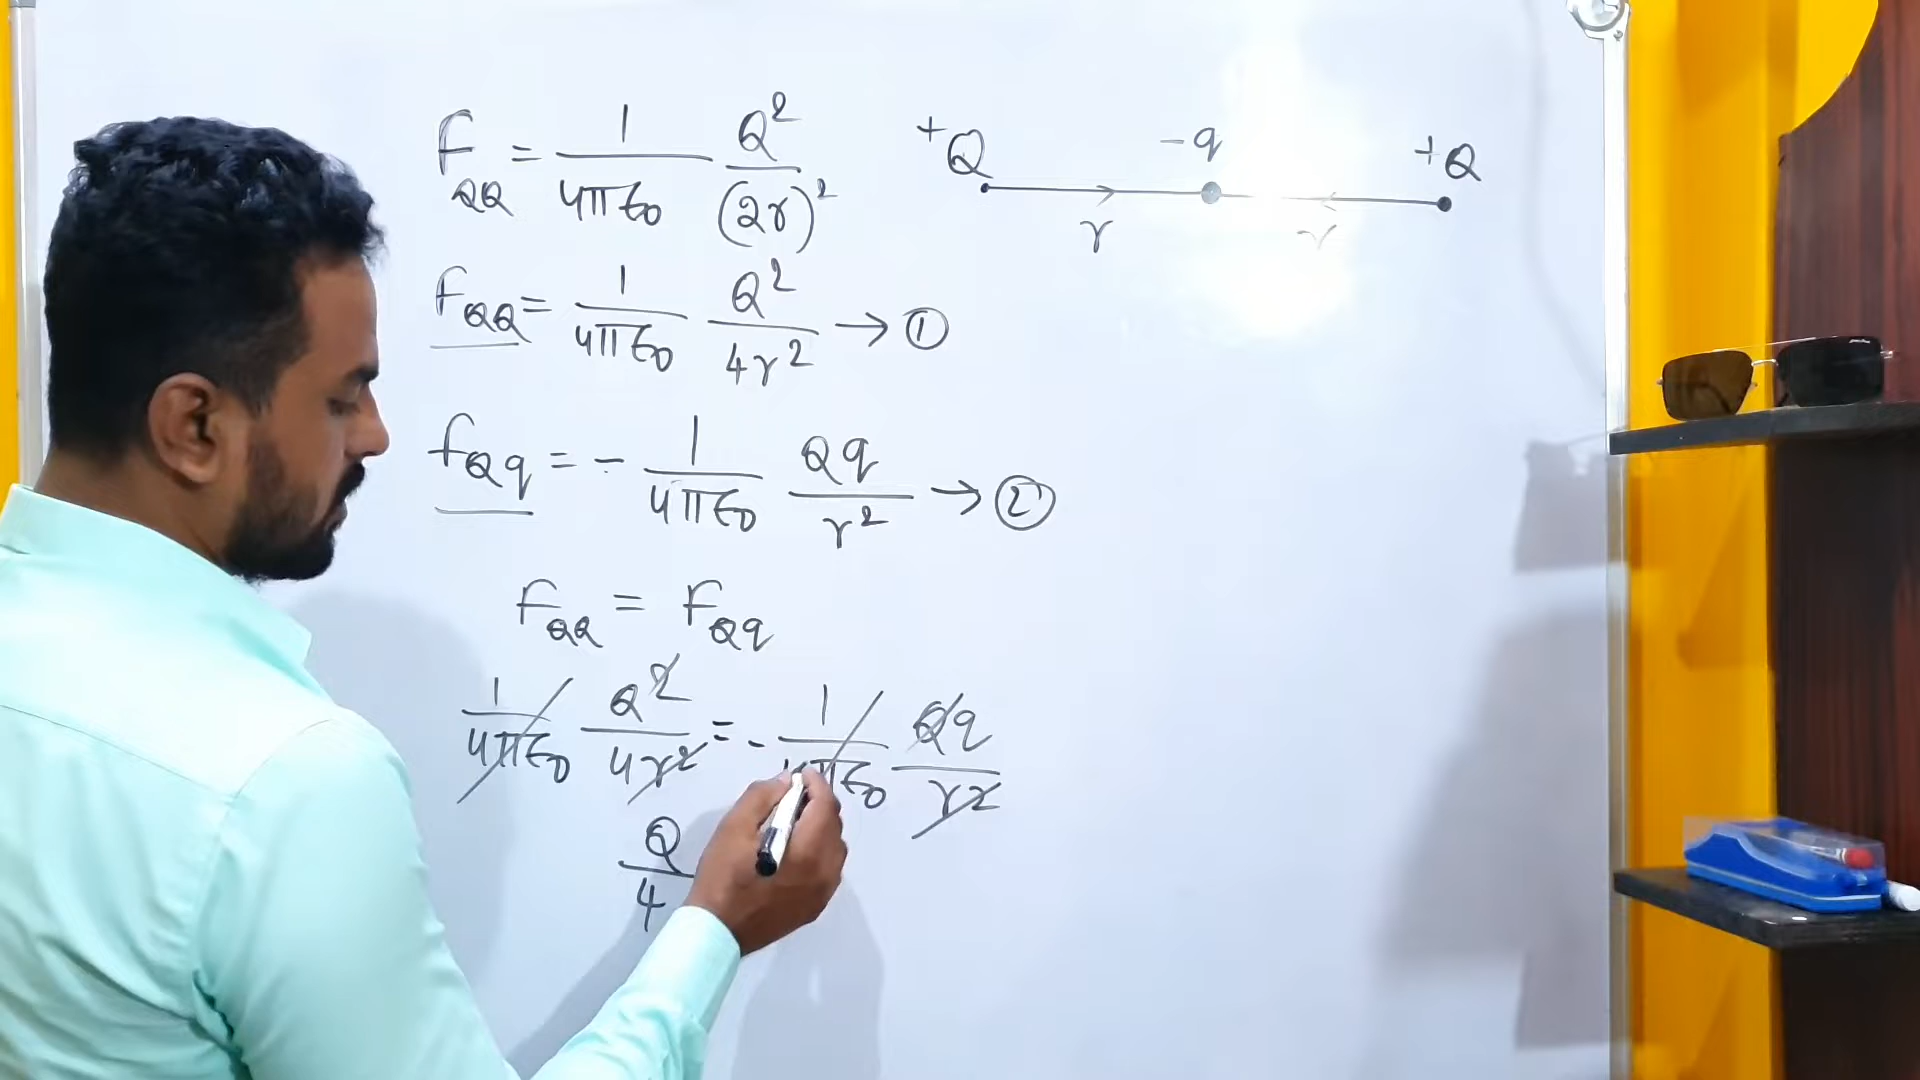 F_QQ = 1/4πε₀ Q²/(2r)²
+Q -q +Q
r r
F_QQ = 1/4πε₀ Q²/4r² → ①
F_Qq = - 1/4πε₀ Qq/r² → ②
F_QQ = F_Qq
1/4πε₀ Q²/4r² = - 1/4πε₀ Qq/r²
Q/4